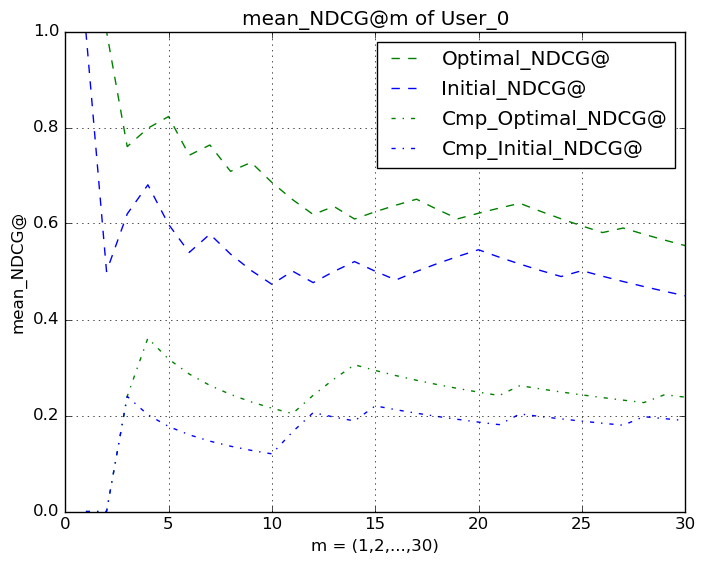 mean_NDCG@m of User_0
1.0
0.8
0.6
0.4
0.2
0.0
mean_NDCG@
Optimal_NDCG@
Initial_NDCG@
Cmp_Optimal_NDCG@
Cmp_Initial_NDCG@
0 5 10 15 20 25 30
m = (1,2,...,30)